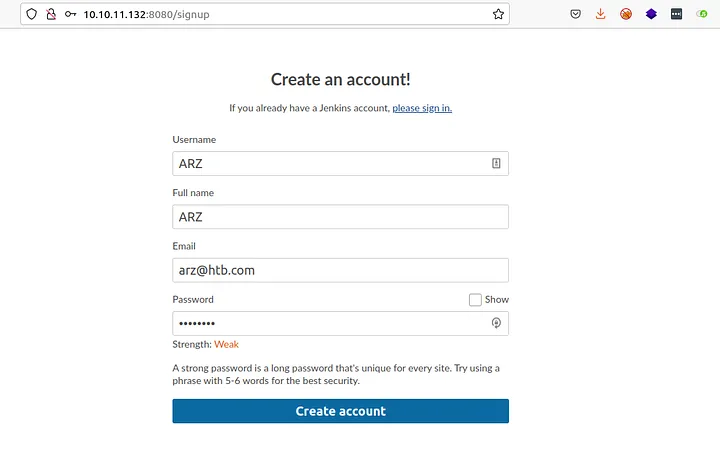 10.10.11.132:8080/signup
Create an account!
If you already have a Jenkins account, please sign in.
Username
ARZ
Full name
ARZ
Email
arz@htb.com
Password
Show
••••••••
Strength: Weak
A strong password is a long password that's unique for every site. Try using a
phrase with 5-6 words for the best security.
Create account